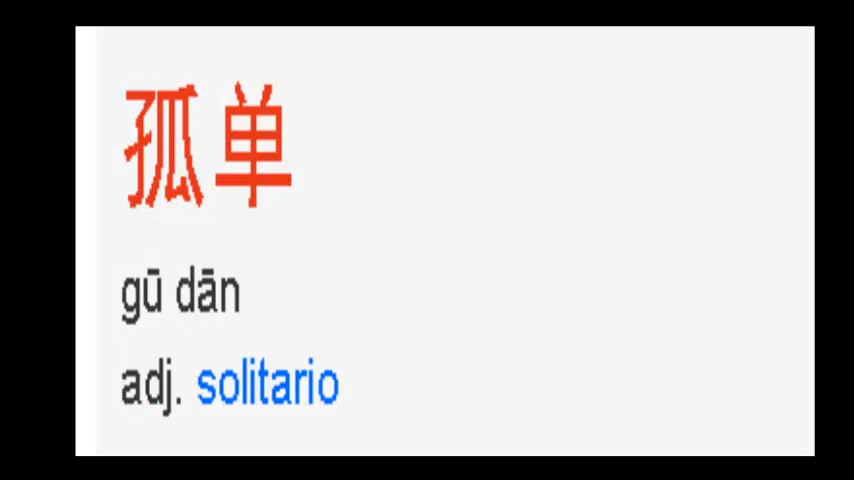 孤单
gū dān
adj. solitario